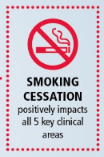 SMOKING
CESSATION
positively impacts
all 5 key clinical
areas